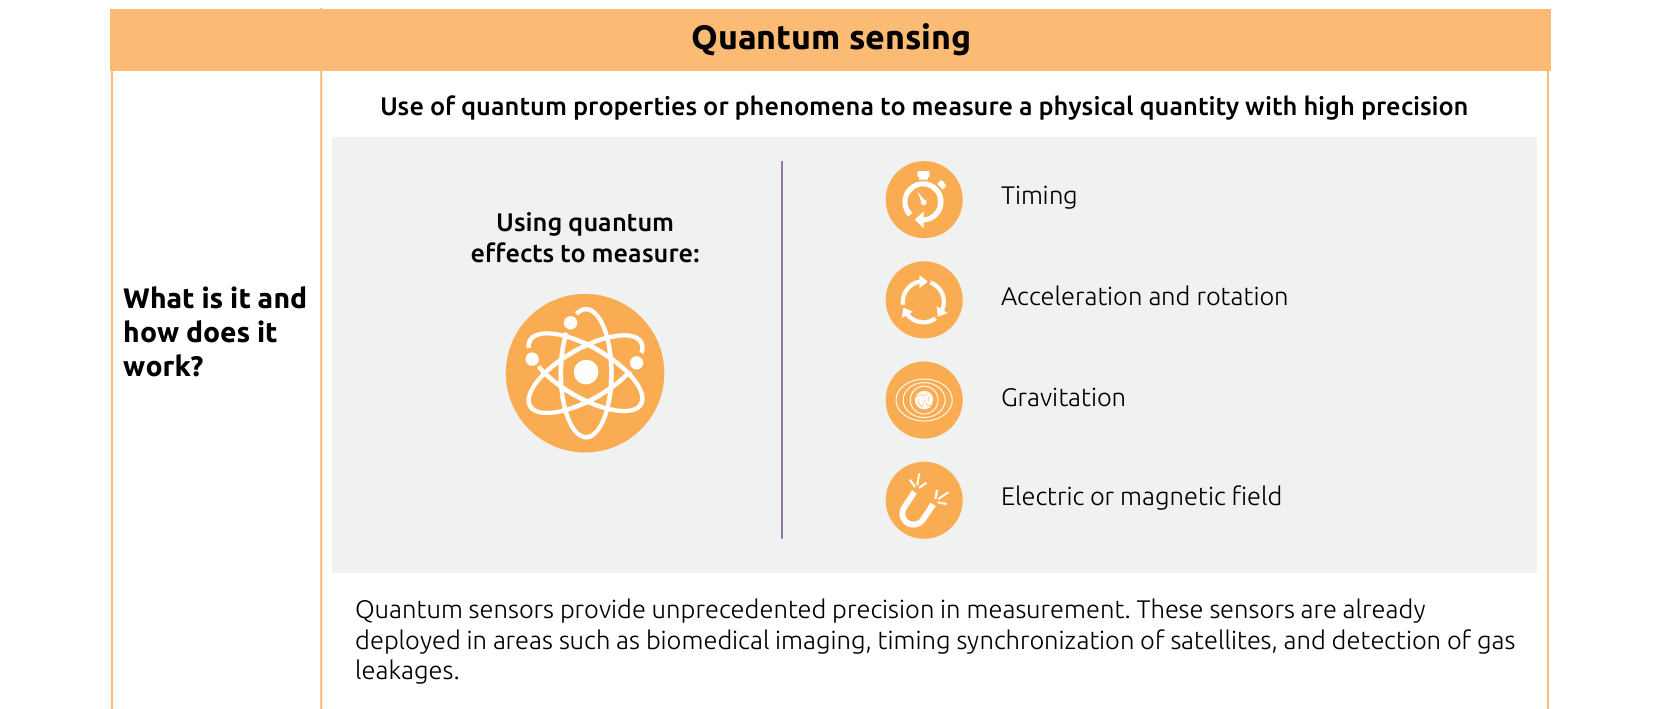 Quantum sensing
Use of quantum properties or phenomena to measure a physical quantity with high precision
What is it and
how does it
work?
Using quantum
effects to measure:
Timing
Acceleration and rotation
Gravitation
Electric or magnetic field
Quantum sensors provide unprecedented precision in measurement. These sensors are already
deployed in areas such as biomedical imaging, timing synchronization of satellites, and detection of gas
leakages.